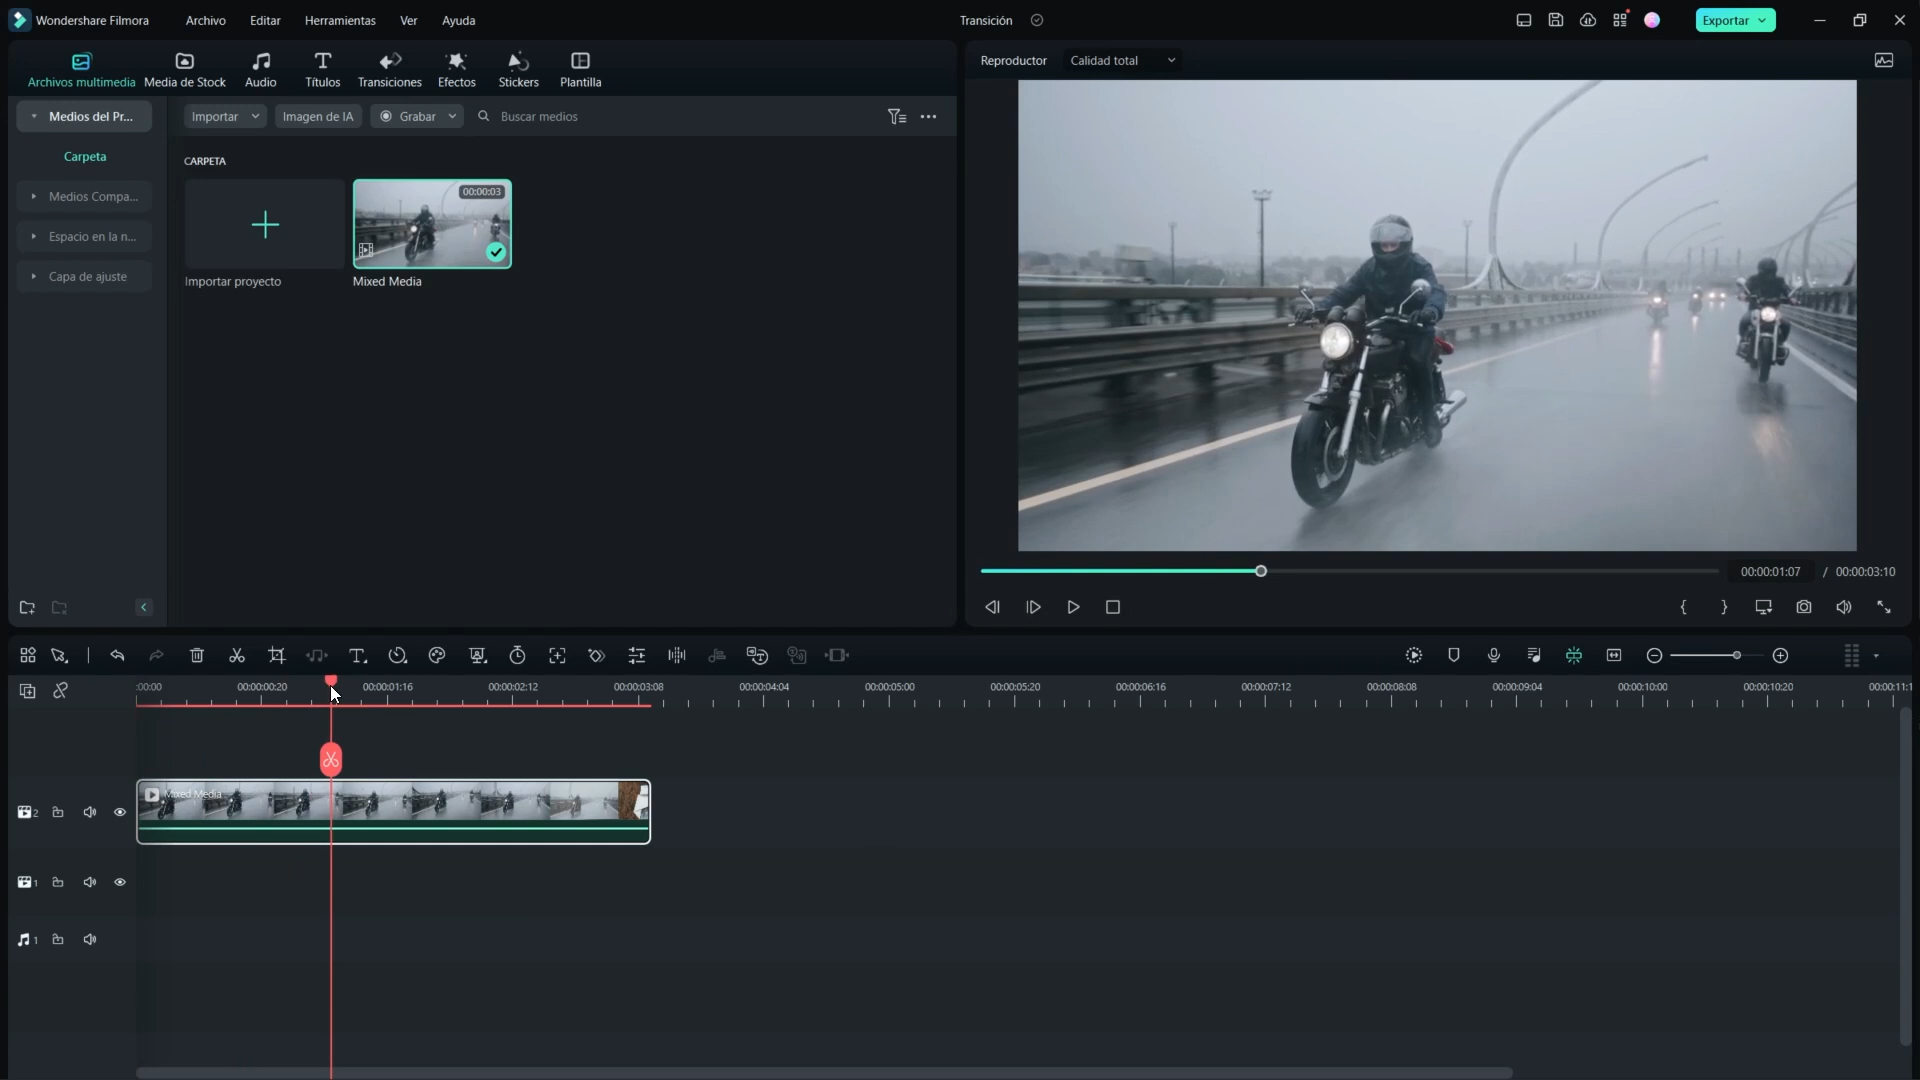 Wondershare Filmora Archivo Editar Herramientas Ver Ayuda Transición Exportar
Archivos multimedia Media de Stock Audio Títulos Transiciones Efectos Stickers Plantilla
Reproductor Calidad total
Medios del Pr... Importar Imagen de IA Grabar Buscar medios
Carpeta
CARPETA
Medios Compa...
00:00:03
Espacio en la n...
Capa de ajuste
Importar proyecto Mixed Media
00:00:01:07 / 00:00:03:10
:00:00 00:00:00:20 00:00:01:16 00:00:02:12 00:00:03:08 00:00:04:04 00:00:05:00 00:00:05:20 00:00:06:16 00:00:07:12 00:00:08:08 00:00:09:04 00:00:10:00 00:00:10:20 00:00:11:1
Mixed Media
2
1
1